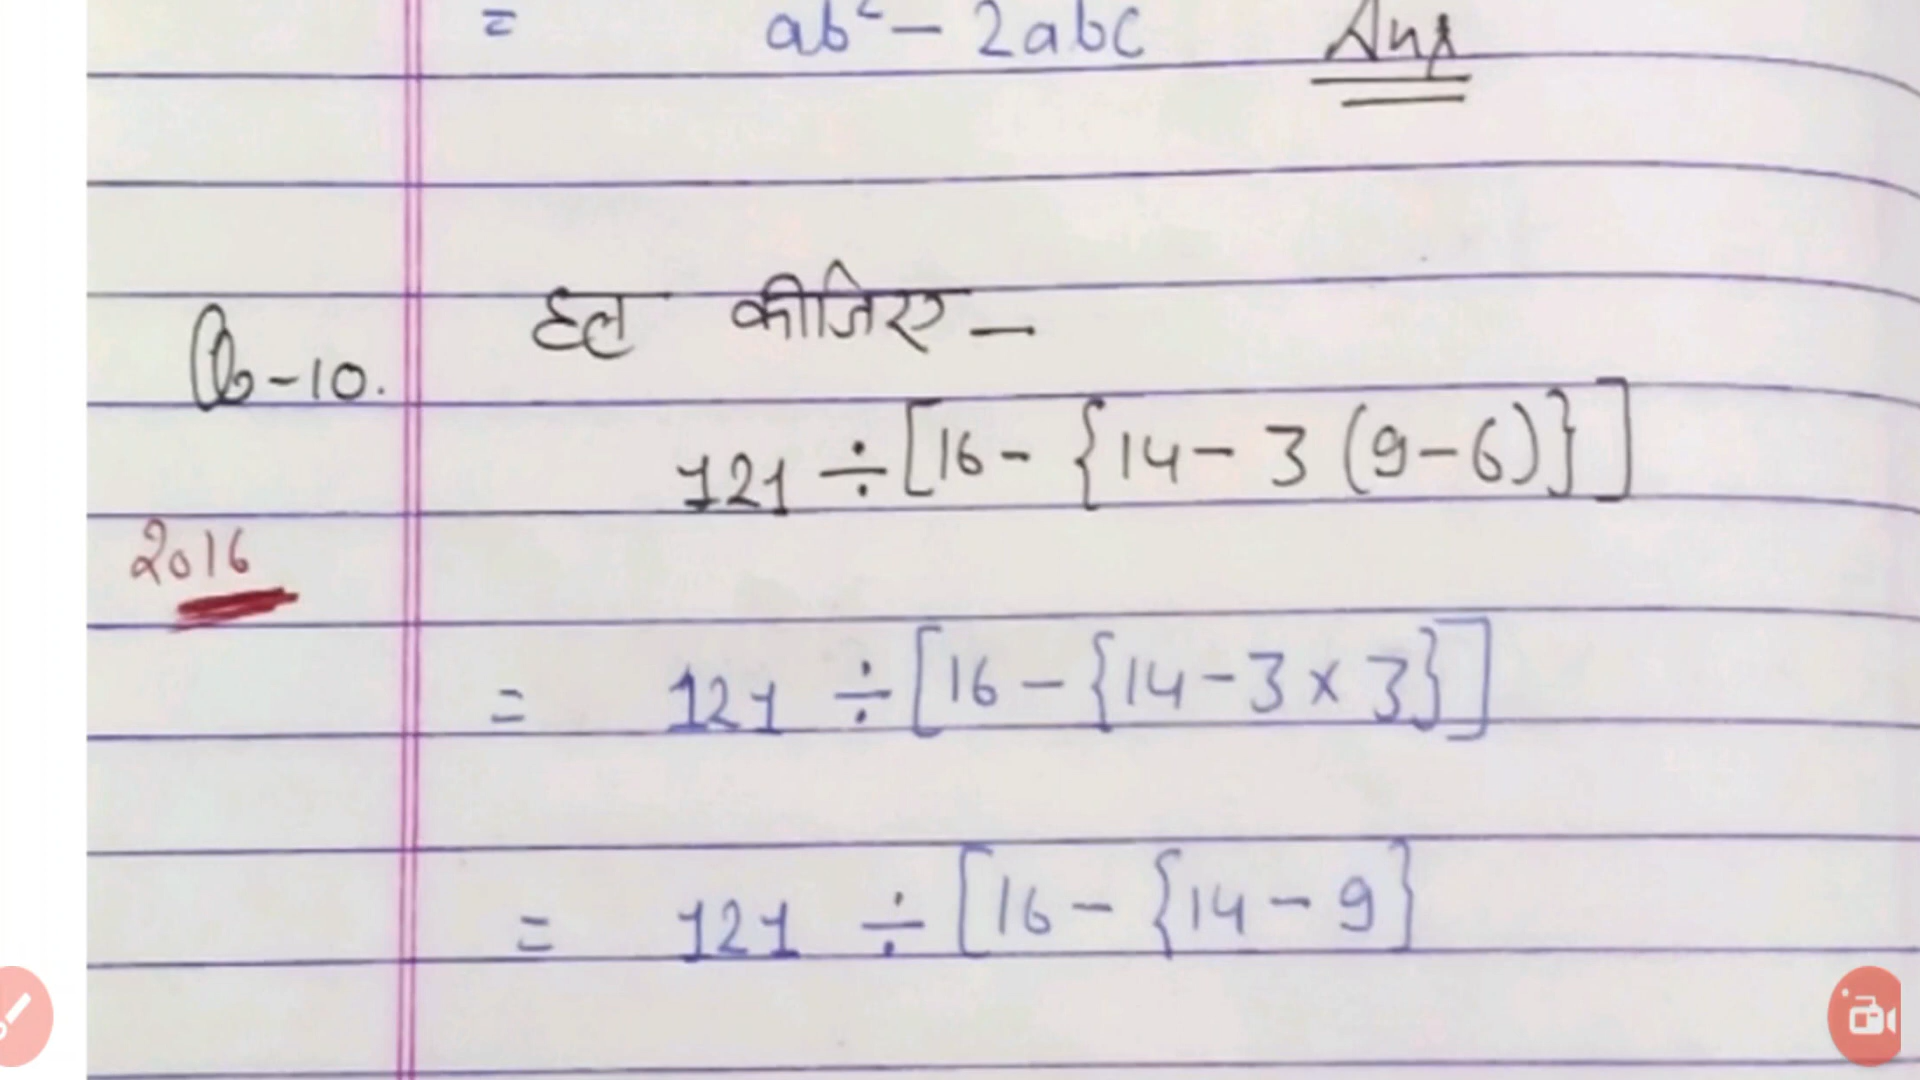 = ab² - 2abc Ans
Q-10. हल कीजिए -
121 ÷ [16 - {14 - 3 (9-6)}]
2016
= 121 ÷ [16 - {14 - 3 × 3}]
= 121 ÷ [16 - {14 - 9}